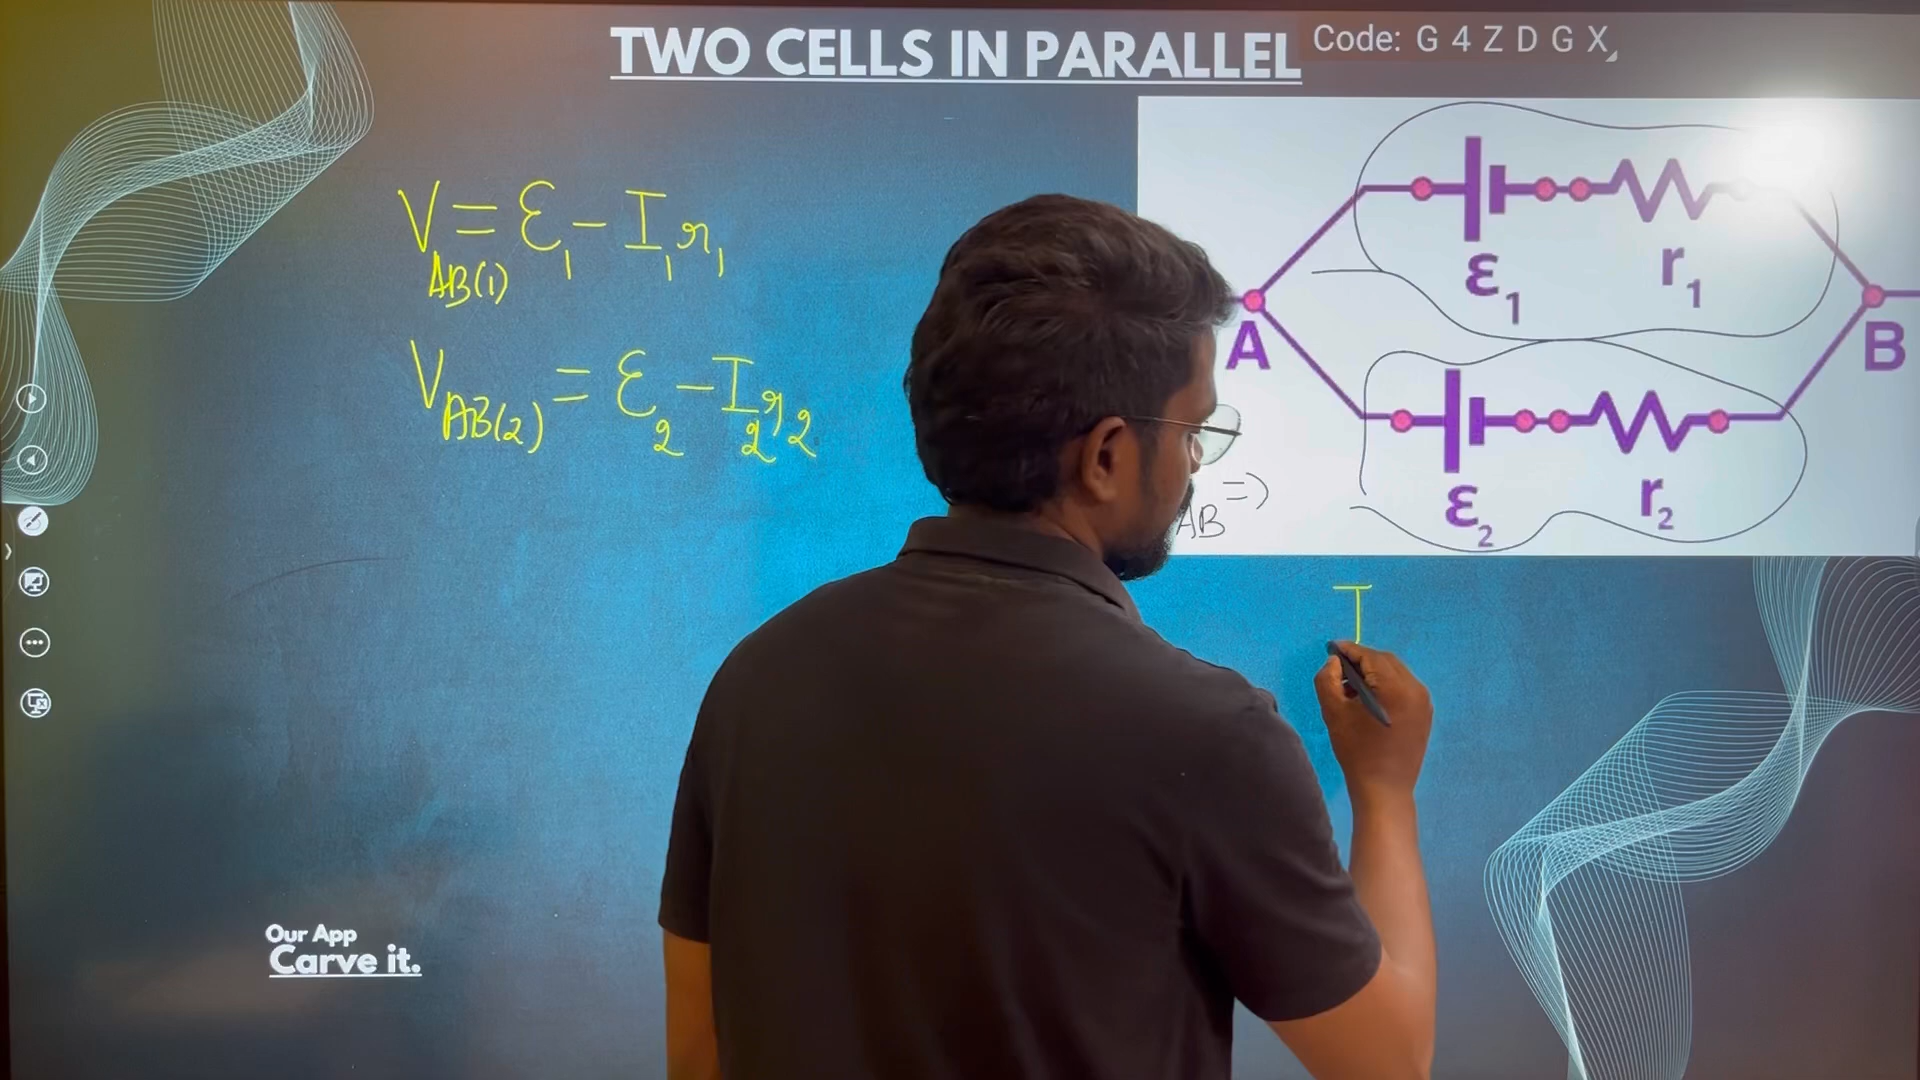 TWO CELLS IN PARALLEL
Code: G 4 Z D G X
V_AB(1) = ε₁ - I₁r₁
V_AB(2) = ε₂ - I₂r₂
ε₁
r₁
A
B
ε₂
r₂
AB ⇒
I
Our App
Carve it.